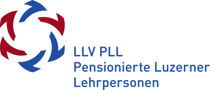 LLV PLL
Pensionierte Luzerner
Lehrpersonen